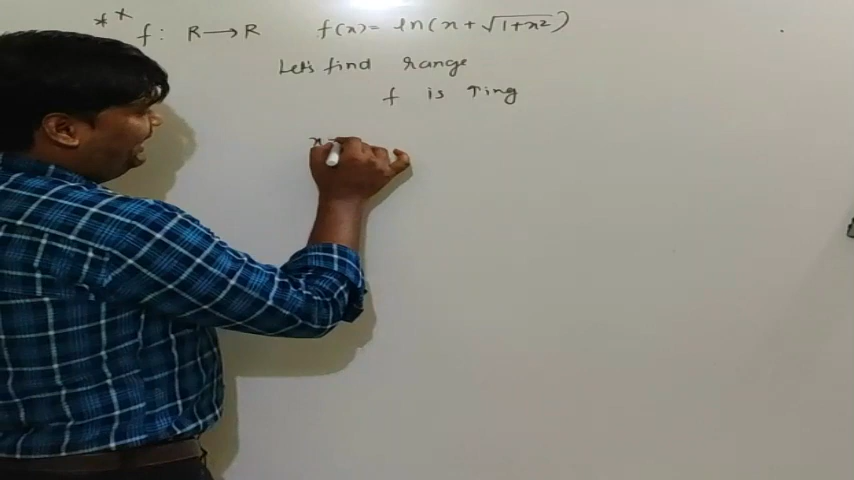 ** f: R → R f(x) = ln(x + √1+x²)
Let's find range
f is ↑ing
x